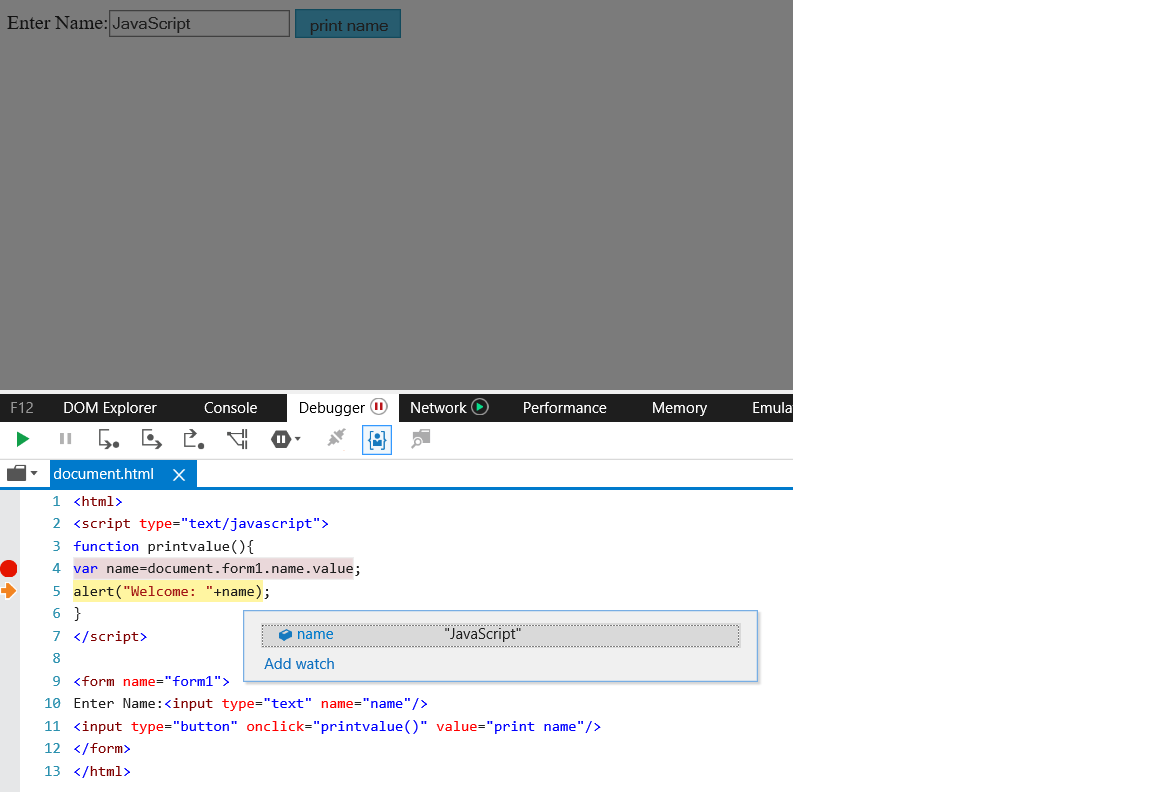 Enter Name: JavaScript print name
F12 DOM Explorer Console Debugger Network Performance Memory Emula
document.html
1 <html>
2 <script type="text/javascript">
3 function printvalue(){
4 var name=document.form1.name.value;
5 alert("Welcome: "+name);
6 }
name "JavaScript"
7 </script>
Add watch
8
9 <form name="form1">
10 Enter Name:<input type="text" name="name"/>
11 <input type="button" onclick="printvalue()" value="print name"/>
12 </form>
13 </html>